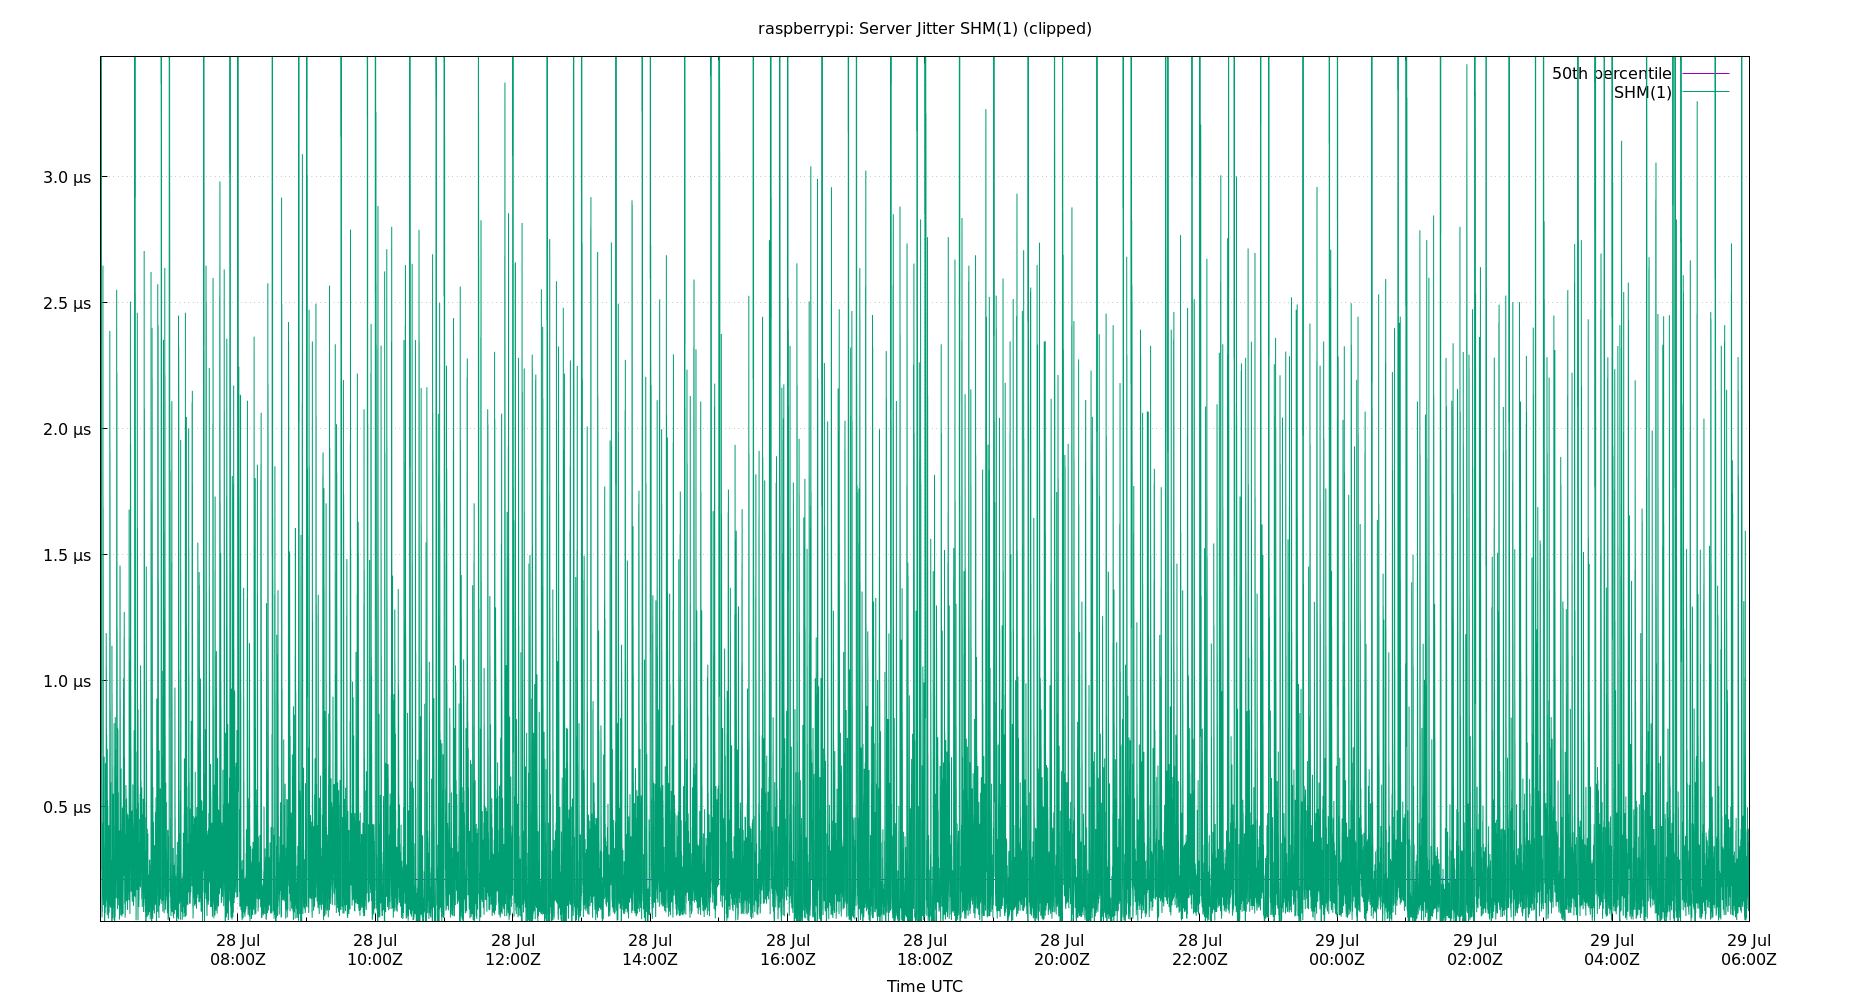 raspberrypi: Server Jitter SHM(1) (clipped)
50th percentile
SHM(1)
3.0 µs
2.5 µs
2.0 µs
1.5 µs
1.0 µs
0.5 µs
28 Jul 28 Jul 28 Jul 28 Jul 28 Jul 28 Jul 28 Jul 28 Jul 29 Jul 29 Jul 29 Jul 29 Jul
08:00Z 10:00Z 12:00Z 14:00Z 16:00Z 18:00Z 20:00Z 22:00Z 00:00Z 02:00Z 04:00Z 06:00Z
Time UTC